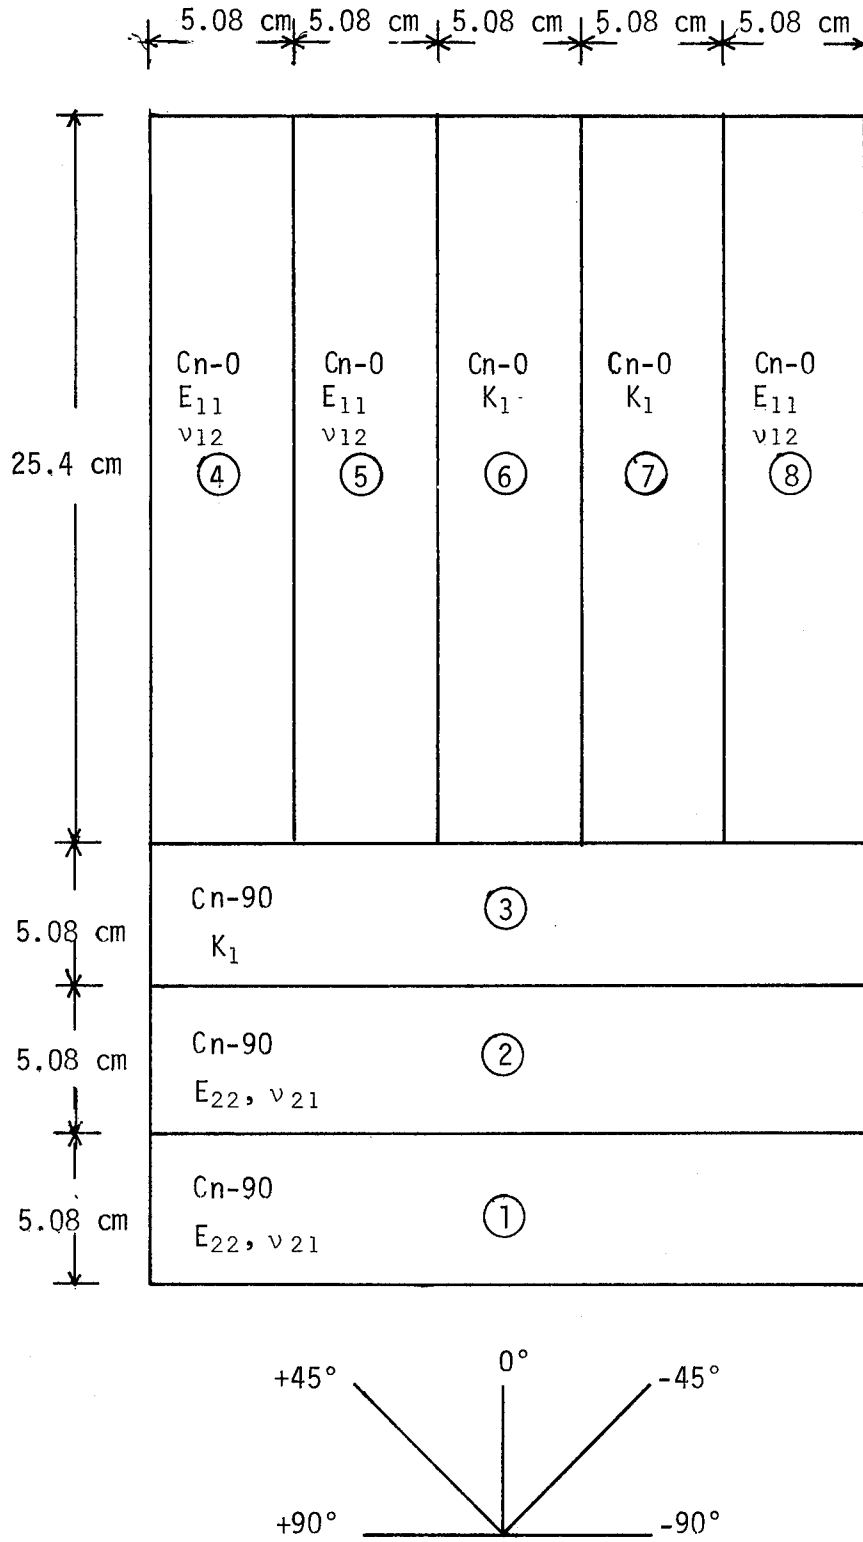 5.08 cm 5.08 cm 5.08 cm 5.08 cm 5.08 cm
25.4 cm
Cn-0
E11
ν12
4
Cn-0
E11
ν12
5
Cn-0
K1
6
Cn-0
K1
7
Cn-0
E11
ν12
8
5.08 cm
Cn-90
K1
3
5.08 cm
Cn-90
E22, ν21
2
5.08 cm
Cn-90
E22, ν21
1
0°
+45° -45°
+90° -90°